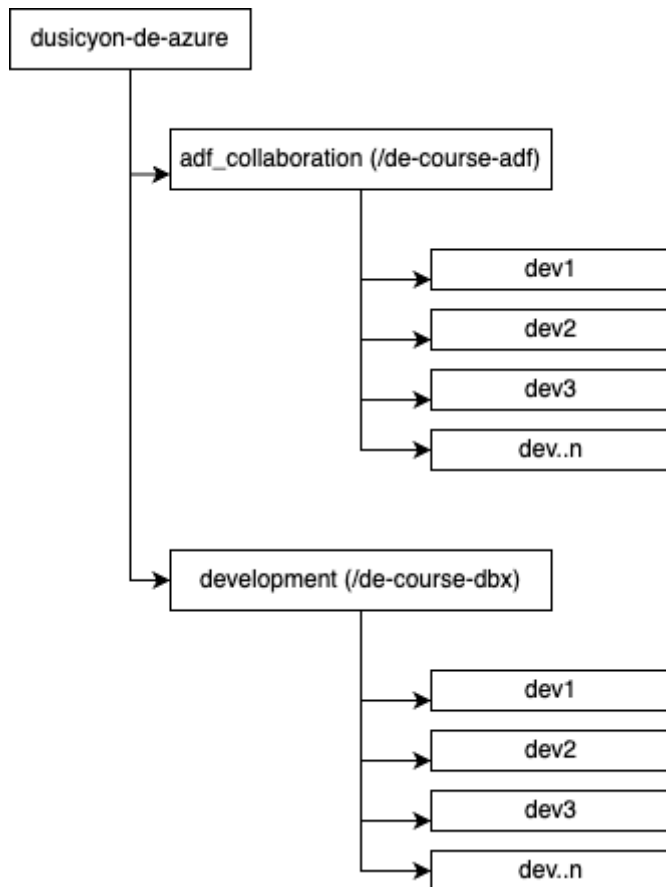 dusicyon-de-azure
adf_collaboration (/de-course-adf)
dev1
dev2
dev3
dev..n
development (/de-course-dbx)
dev1
dev2
dev3
dev..n